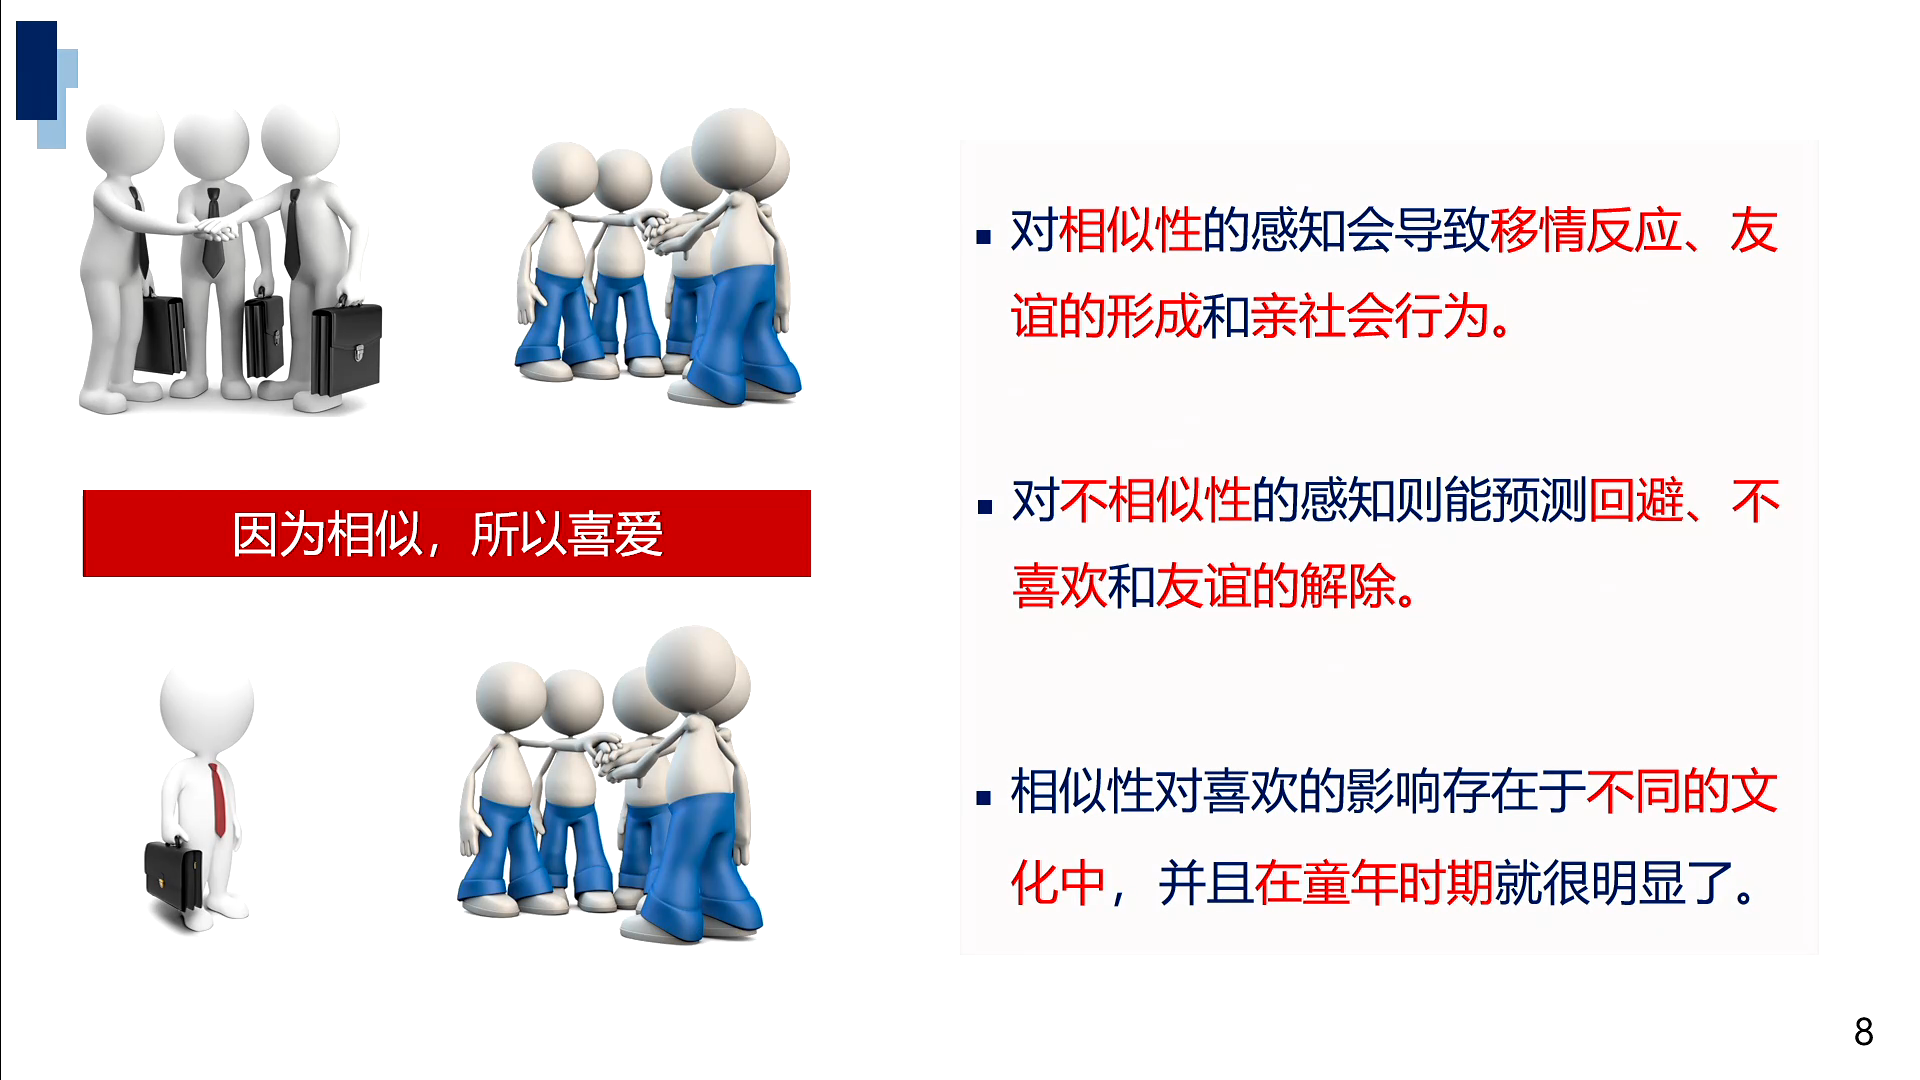 因为相似，所以喜爱
▪ 对相似性的感知会导致移情反应、友
谊的形成和亲社会行为。
▪ 对不相似性的感知则能预测回避、不
喜欢和友谊的解除。
▪ 相似性对喜欢的影响存在于不同的文
化中，并且在童年时期就很明显了。
8